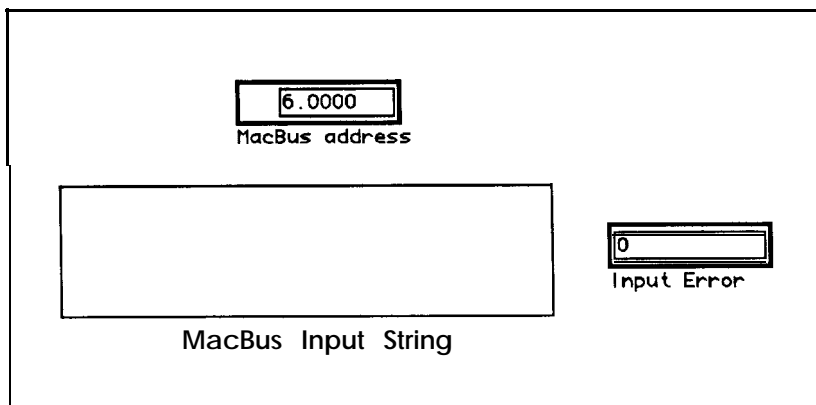 6.0000
MacBus address
0
Input Error
MacBus Input String